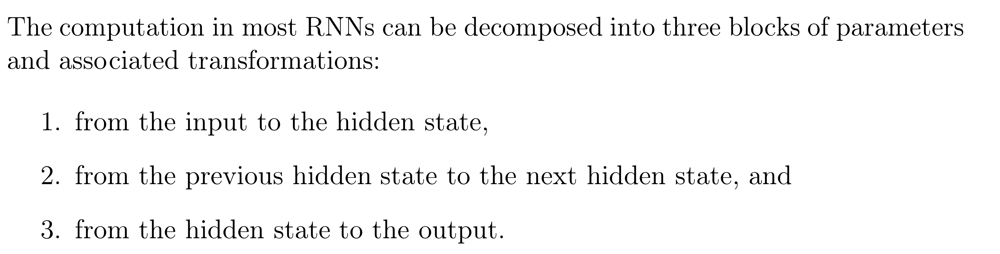 The computation in most RNNs can be decomposed into three blocks of parameters
and associated transformations:
1. from the input to the hidden state,
2. from the previous hidden state to the next hidden state, and
3. from the hidden state to the output.